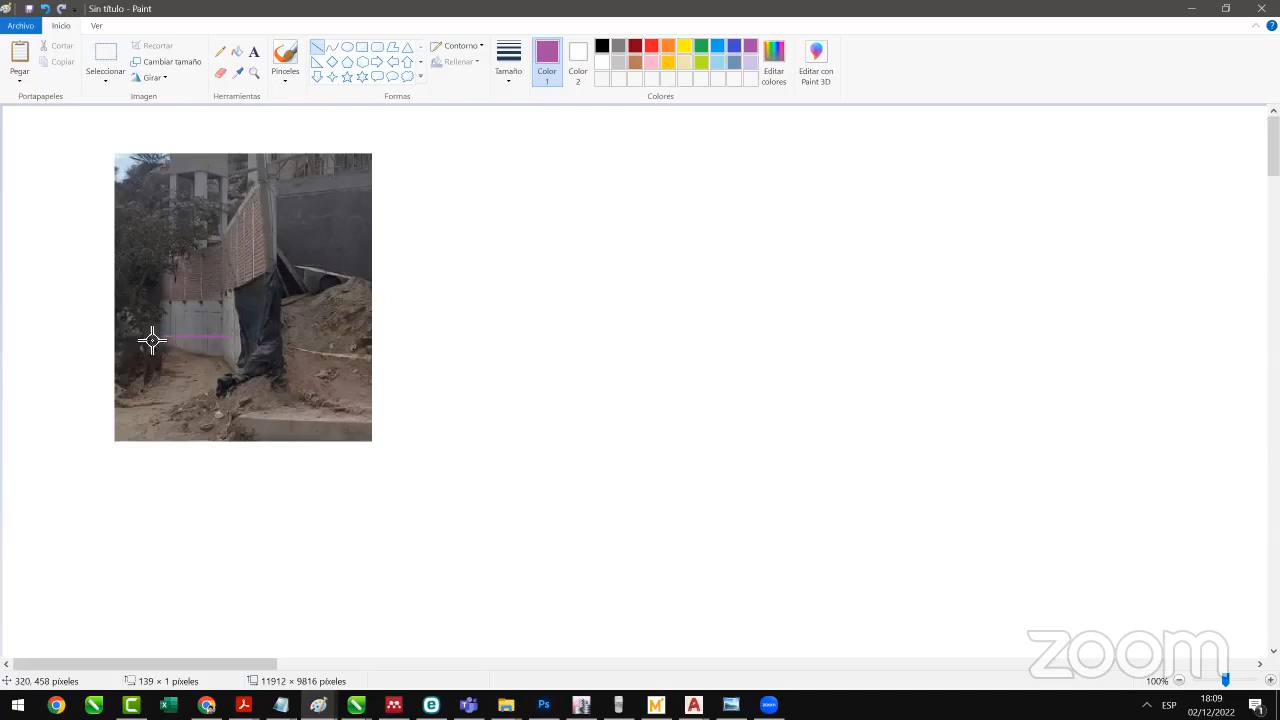 Sin título - Paint
Archivo Inicio Ver
Pegar
Cortar
Copiar
Portapapeles
Seleccionar
Recortar
Cambiar tamaño
Girar
Imagen
A
Herramientas
Pinceles
Contorno
Rellenar
Formas
Tamaño
Color 1
Color 2
Editar colores
Colores
Editar con Paint 3D
zoom
320, 458 píxeles 139 × 1 píxeles 11912 × 9816 píxeles 100%
ESP
18:09
02/12/2022